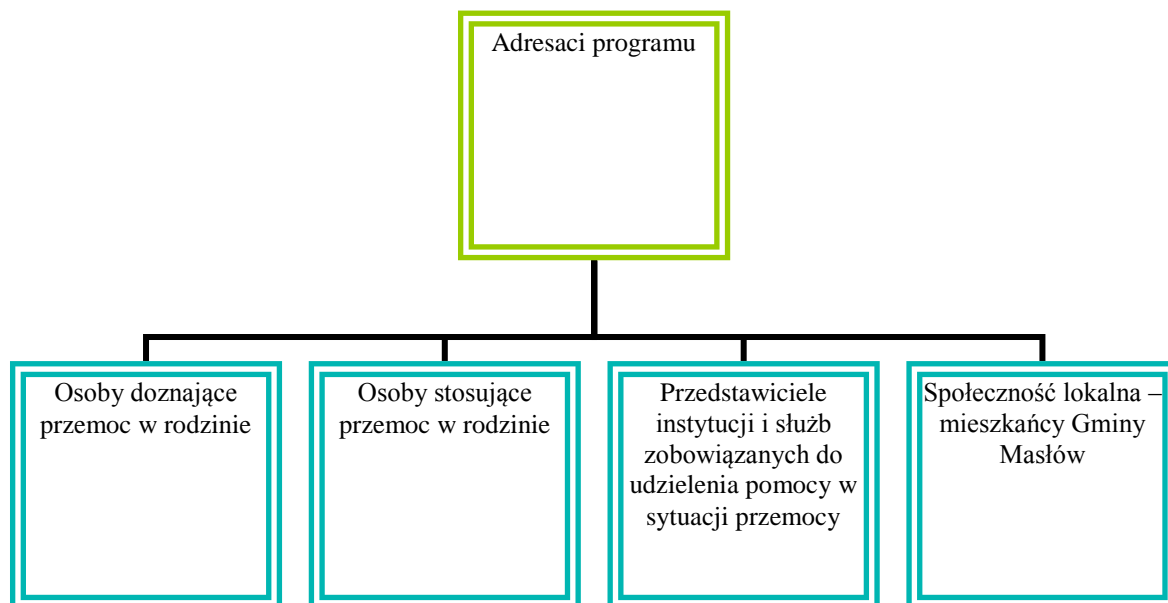 Adresaci programu
Osoby doznające
przemoc w rodzinie
Osoby stosujące
przemoc w rodzinie
Przedstawiciele
instytucji i służb
zobowiązanych do
udzielenia pomocy w
sytuacji przemocy
Społeczność lokalna –
mieszkańcy Gminy
Masłów